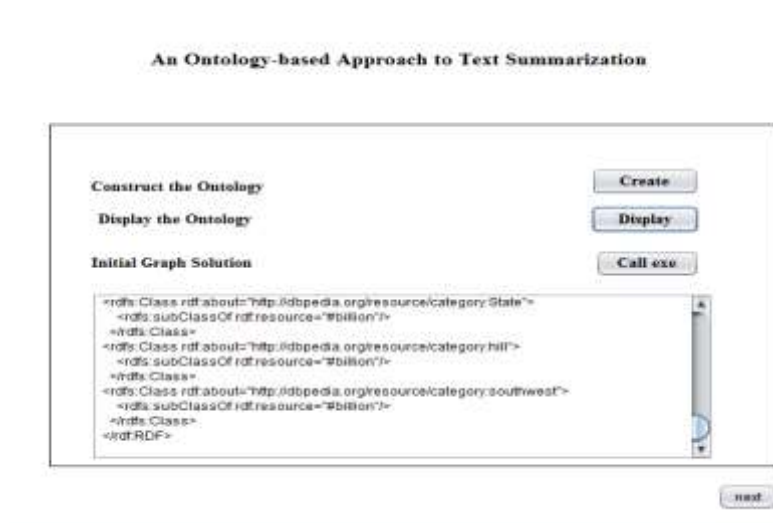 An Ontology-based Approach to Text Summarization
Construct the Ontology
Create
Display the Ontology
Display
Initial Graph Solution
Call exe
<rdfs:Class rdf:about="http://dbpedia.org/resource/category:State">
<rdfs:subClassOf rdf:resource="#billion"/>
</rdfs:Class>
<rdfs:Class rdf:about="http://dbpedia.org/resource/category:hill">
<rdfs:subClassOf rdf:resource="#billion"/>
</rdfs:Class>
<rdfs:Class rdf:about="http://dbpedia.org/resource/category:southwest">
<rdfs:subClassOf rdf:resource="#billion"/>
</rdfs:Class>
</rdf:RDF>
next